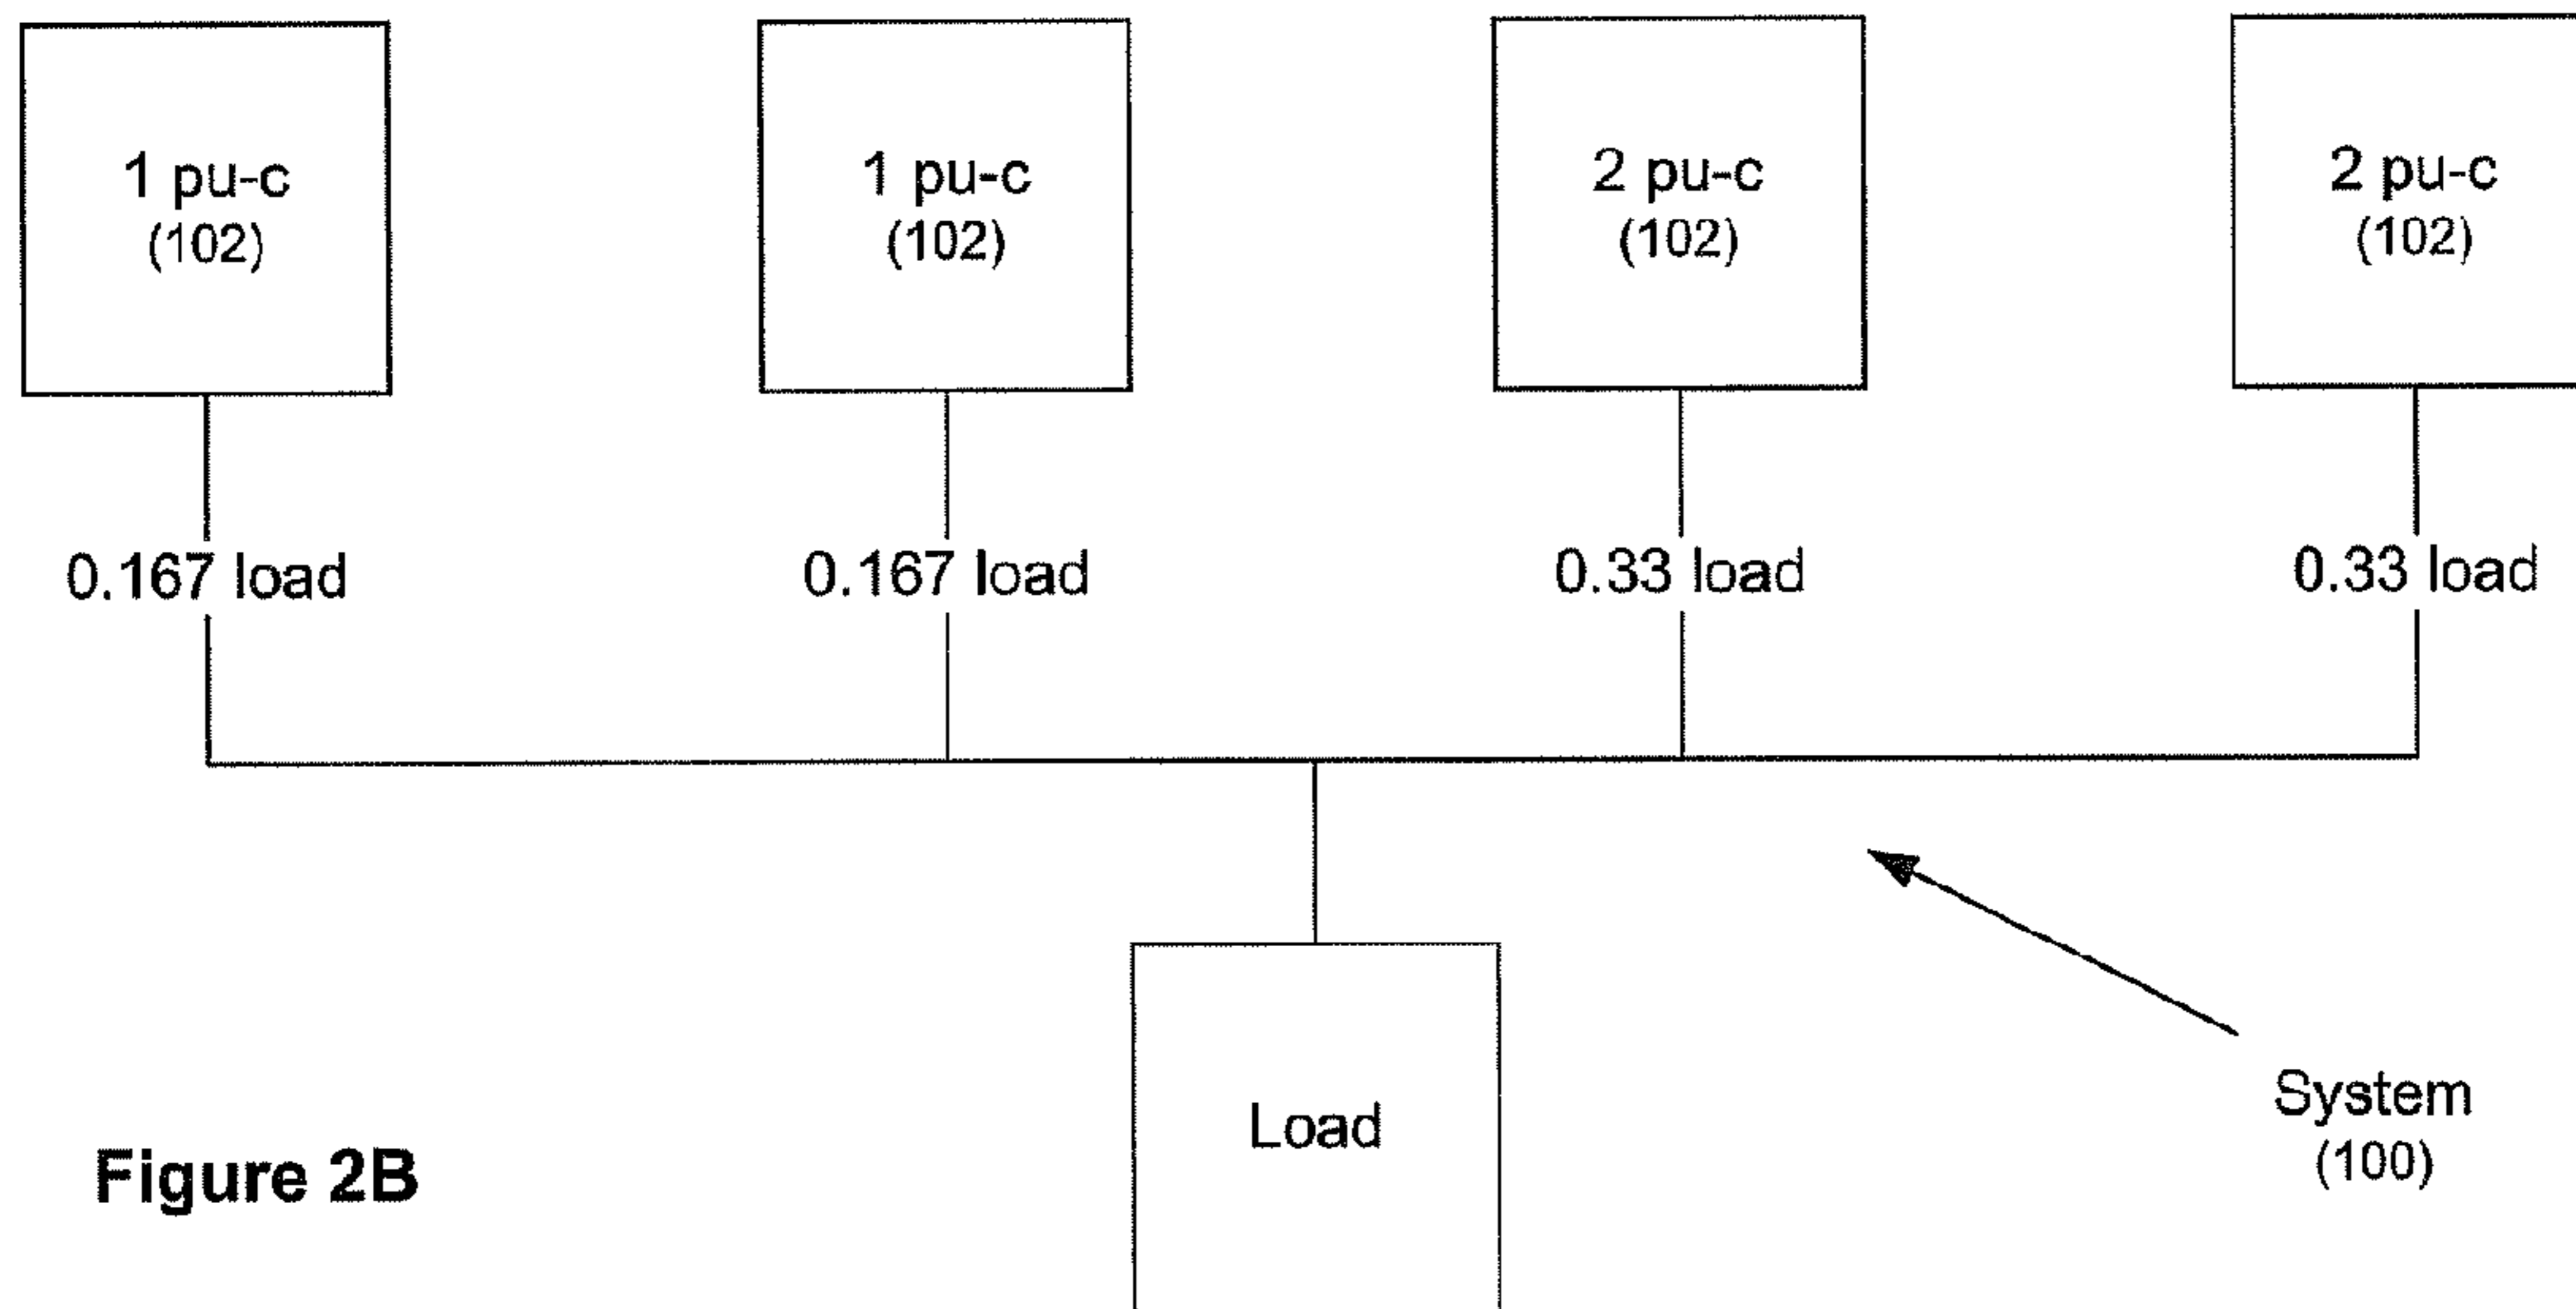 1 pu-c
(102)
1 pu-c
(102)
2 pu-c
(102)
2 pu-c
(102)
0.167 load
0.167 load
0.33 load
0.33 load
Load
System
(100)
Figure 2B